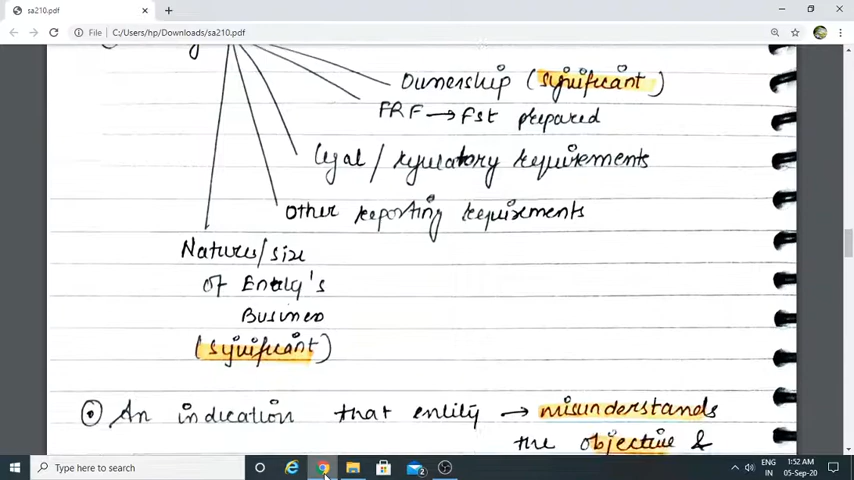 sa210.pdf
C:/Users/hp/Downloads/sa210.pdf
Ownership (significant)
FRF → Fst prepared
legal / regulatory requirements
Other reporting requirements
Nature/size
of Entity's
Business
(significant)
An indication that entity → misunderstands
the objective &
Type here to search
2
ENG
IN
1:52 AM
05-Sep-20